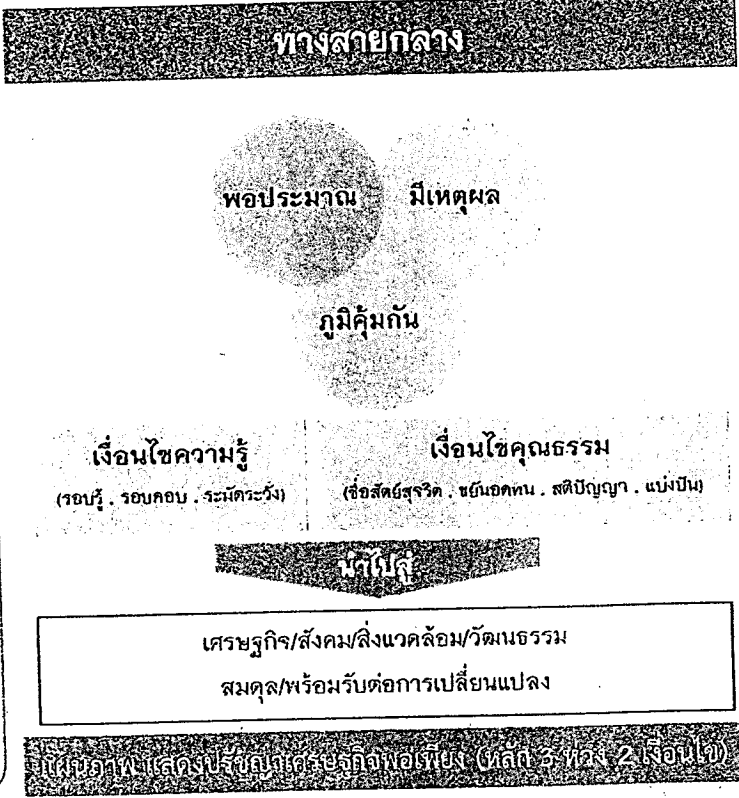 ทางสายกลาง
พอประมาณ
มีเหตุผล
ภูมิคุ้มกัน
เงื่อนไขความรู้
(รอบรู้ . รอบคอบ . ระมัดระวัง)
เงื่อนไขคุณธรรม
(ซื่อสัตย์สุจริต . ขยันอดทน . สติปัญญา . แบ่งปัน)
นำไปสู่
เศรษฐกิจ/สังคม/สิ่งแวดล้อม/วัฒนธรรม
สมดุล/พร้อมรับต่อการเปลี่ยนแปลง
แผนภาพ แสดงปรัชญาเศรษฐกิจพอเพียง (หลัก 3 ห่วง 2 เงื่อนไข)